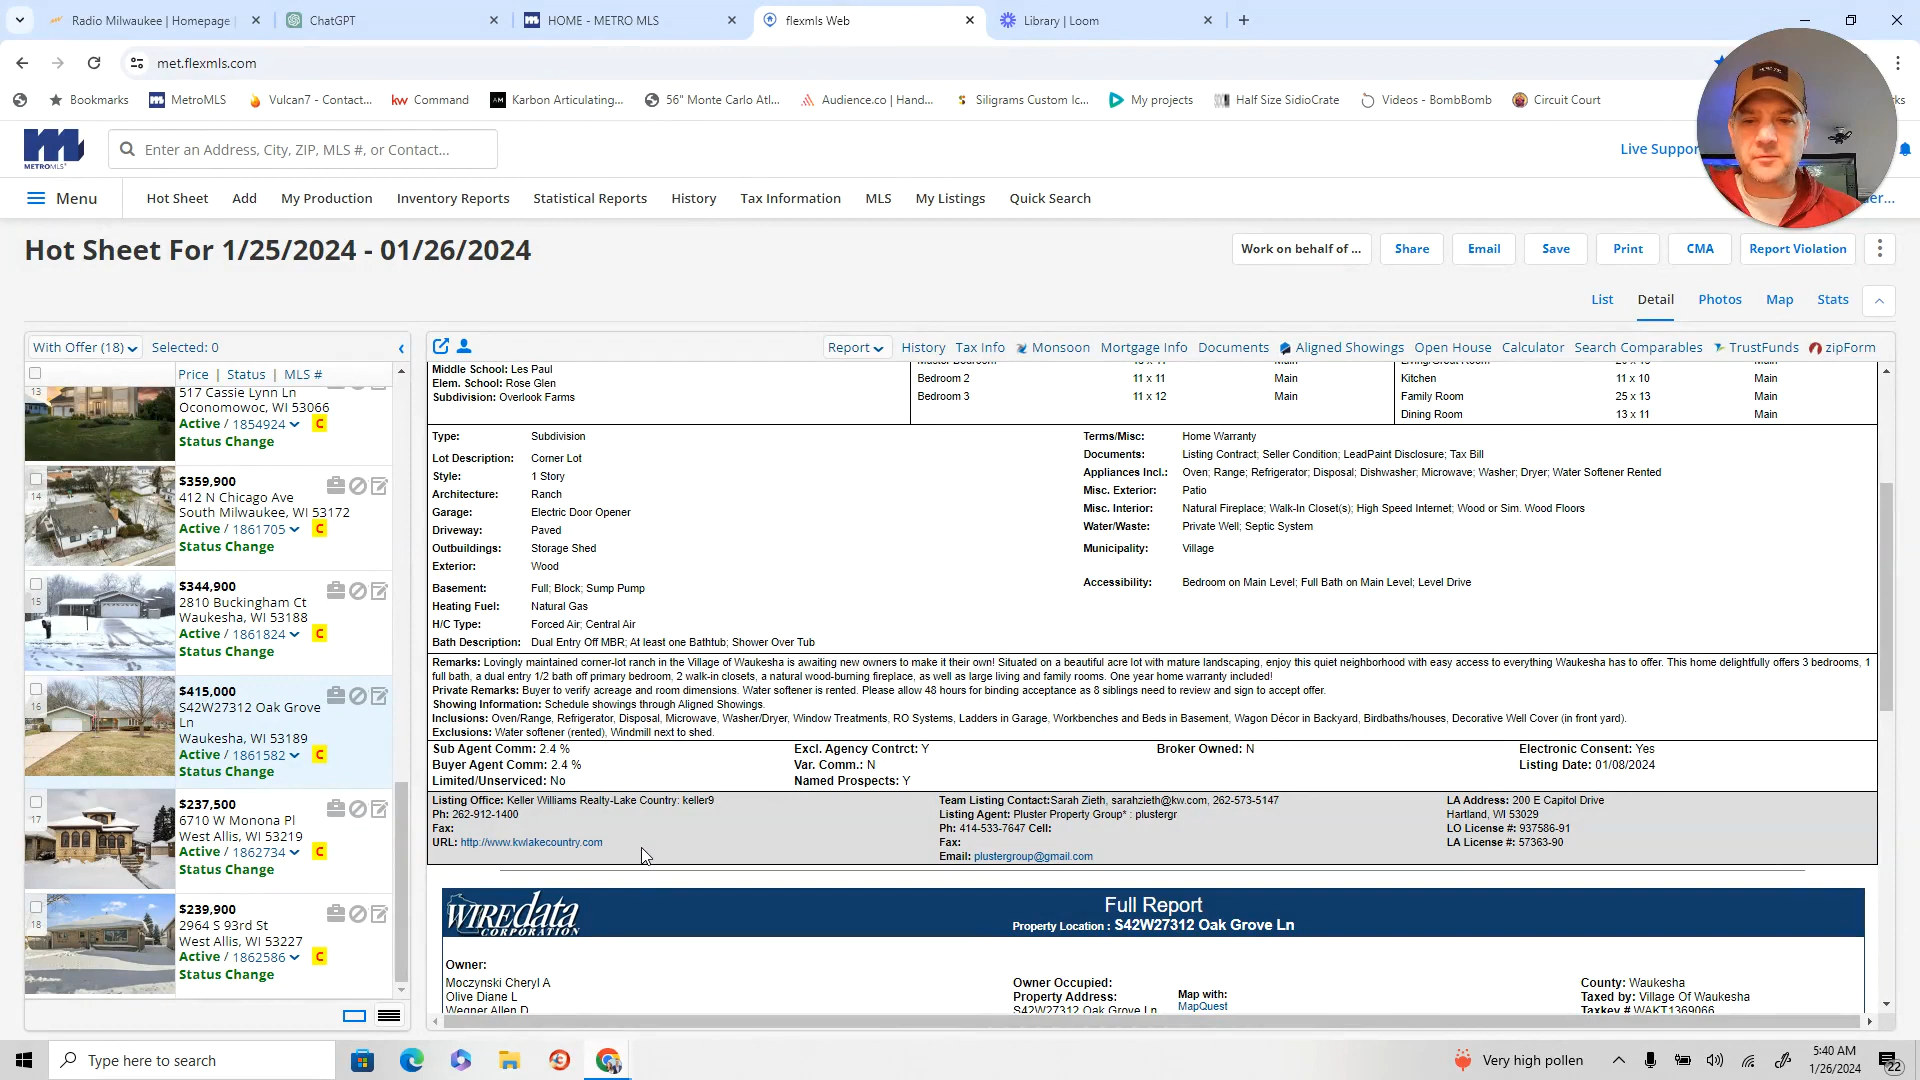 Radio Milwaukee | Homepage
ChatGPT
HOME - METRO MLS
flexmls Web
Library | Loom
met.flexmls.com
Bookmarks
MetroMLS
Vulcan7 - Contact...
kw Command
AM Karbon Articulating...
56" Monte Carlo Atl...
Audience.co | Hand...
Siligrams Custom Ic...
My projects
Half Size SidioCrate
Videos - BombBomb
Circuit Court
METROMLS
Enter an Address, City, ZIP, MLS #, or Contact...
Live Suppor
Menu
Hot Sheet
Add
My Production
Inventory Reports
Statistical Reports
History
Tax Information
MLS
My Listings
Quick Search
er...
Hot Sheet For 1/25/2024 - 01/26/2024
Work on behalf of ...
Share
Email
Save
Print
CMA
Report Violation
List
Detail
Photos
Map
Stats
With Offer (18)
Selected: 0
Report
History
Tax Info
Monsoon
Mortgage Info
Documents
Aligned Showings
Open House
Calculator
Search Comparables
TrustFunds
zipForm
Price | Status | MLS #
13
517 Cassie Lynn Ln
Oconomowoc, WI 53066
Active / 1854924 C
Status Change
14
$359,900
412 N Chicago Ave
South Milwaukee, WI 53172
Active / 1861705 C
Status Change
15
$344,900
2810 Buckingham Ct
Waukesha, WI 53188
Active / 1861824 C
Status Change
16
$415,000
S42W27312 Oak Grove
Ln
Waukesha, WI 53189
Active / 1861582 C
Status Change
17
$237,500
6710 W Monona Pl
West Allis, WI 53219
Active / 1862734 C
Status Change
18
$239,900
2964 S 93rd St
West Allis, WI 53227
Active / 1862586 C
Status Change
Middle School: Les Paul
Elem. School: Rose Glen
Subdivision: Overlook Farms
Bedroom 2 11 x 11 Main
Bedroom 3 11 x 12 Main
Kitchen 11 x 10 Main
Family Room 25 x 13 Main
Dining Room 13 x 11 Main
Type: Subdivision
Lot Description: Corner Lot
Style: 1 Story
Architecture: Ranch
Garage: Electric Door Opener
Driveway: Paved
Outbuildings: Storage Shed
Exterior: Wood
Basement: Full; Block; Sump Pump
Heating Fuel: Natural Gas
H/C Type: Forced Air; Central Air
Bath Description: Dual Entry Off MBR; At least one Bathtub; Shower Over Tub
Terms/Misc: Home Warranty
Documents: Listing Contract; Seller Condition; LeadPaint Disclosure; Tax Bill
Appliances Incl.: Oven; Range; Refrigerator; Disposal; Dishwasher; Microwave; Washer; Dryer; Water Softener Rented
Misc. Exterior: Patio
Misc. Interior: Natural Fireplace; Walk-In Closet(s); High Speed Internet; Wood or Sim. Wood Floors
Water/Waste: Private Well; Septic System
Municipality: Village
Accessibility: Bedroom on Main Level; Full Bath on Main Level; Level Drive
Remarks: Lovingly maintained corner-lot ranch in the Village of Waukesha is awaiting new owners to make it their own! Situated on a beautiful acre lot with mature landscaping, enjoy this quiet neighborhood with easy access to everything Waukesha has to offer. This home delightfully offers 3 bedrooms, 1
full bath, a dual entry 1/2 bath off primary bedroom, 2 walk-in closets, a natural wood-burning fireplace, as well as large living and family rooms. One year home warranty included!
Private Remarks: Buyer to verify acreage and room dimensions. Water softener is rented. Please allow 48 hours for binding acceptance as 8 siblings need to review and sign to accept offer.
Showing Information: Schedule showings through Aligned Showings.
Inclusions: Oven/Range, Refrigerator, Disposal, Microwave, Washer/Dryer, Window Treatments, RO Systems, Ladders in Garage, Workbenches and Beds in Basement, Wagon Décor in Backyard, Birdbaths/houses, Decorative Well Cover (in front yard).
Exclusions: Water softener (rented), Windmill next to shed.
Sub Agent Comm: 2.4 % Excl. Agency Contrct: Y Broker Owned: N Electronic Consent: Yes
Buyer Agent Comm: 2.4 % Var. Comm.: N Listing Date: 01/08/2024
Limited/Unserviced: No Named Prospects: Y
Listing Office: Keller Williams Realty-Lake Country: keller9
Ph: 262-912-1400
Fax:
URL: http://www.kwlakecountry.com
Team Listing Contact:Sarah Zieth, sarahzieth@kw.com, 262-573-5147
Listing Agent: Pluster Property Group* : plustergr
Ph: 414-533-7647 Cell:
Fax:
Email: plustergroup@gmail.com
LA Address: 200 E Capitol Drive
Hartland, WI 53029
LO License #: 937586-91
LA License #: 57363-90
WIREdata
CORPORATION
Full Report
Property Location : S42W27312 Oak Grove Ln
Owner:
Moczynski Cheryl A
Olive Diane L
Wegner Allen D
Owner Occupied:
Property Address:
S42W27312 Oak Grove Ln
Map with:
MapQuest
County: Waukesha
Taxed by: Village Of Waukesha
Taxkey # WAKT1369066
Type here to search
Very high pollen
5:40 AM
1/26/2024
22